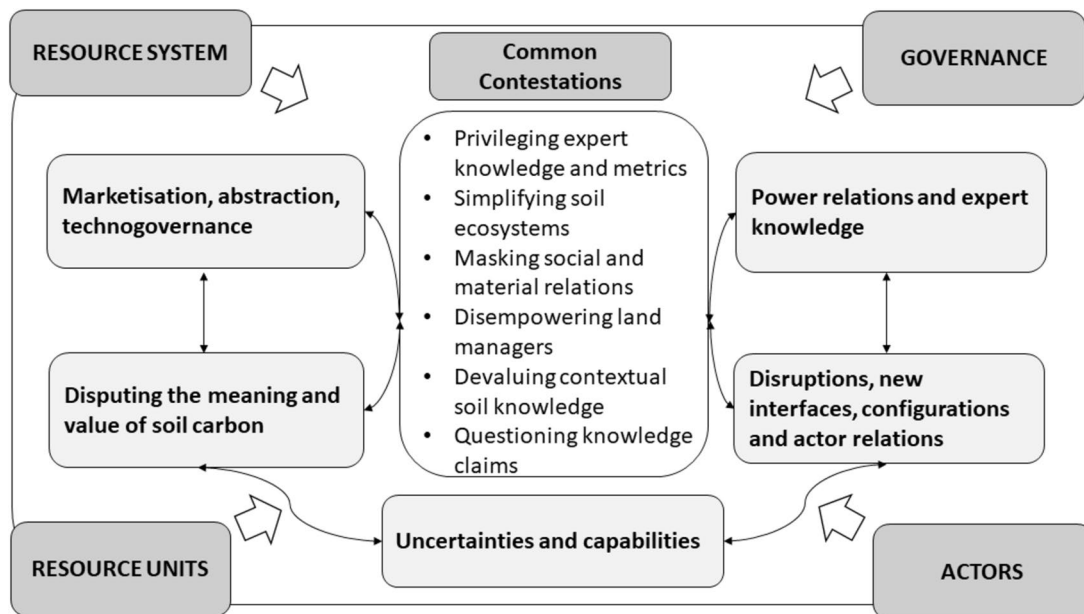 RESOURCE SYSTEM
Common
Contestations
GOVERNANCE
• Privileging expert
knowledge and metrics
• Simplifying soil
ecosystems
• Masking social and
material relations
• Disempowering land
managers
• Devaluing contextual
soil knowledge
• Questioning knowledge
claims
Marketisation, abstraction,
technogovernance
Power relations and expert
knowledge
Disputing the meaning and
value of soil carbon
Disruptions, new
interfaces, configurations
and actor relations
Uncertainties and capabilities
RESOURCE UNITS
ACTORS